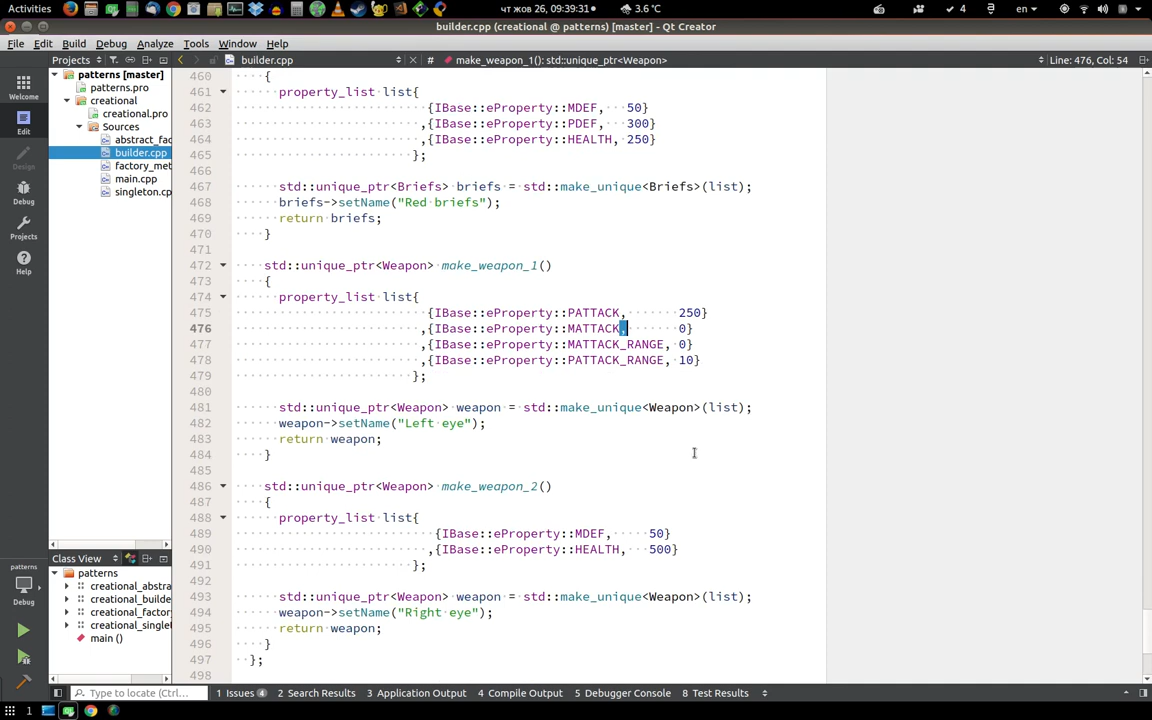 Activities
чт жов 26, 09:39:31
3.6 °C
4
en
builder.cpp (creational @ patterns) [master] - Qt Creator
File Edit Build Debug Analyze Tools Window Help
Projects
builder.cpp
# make_weapon_1(): std::unique_ptr<Weapon>
Line: 476, Col: 54
Welcome
Edit
Design
Debug
Projects
Help
patterns
Debug
patterns [master]
patterns.pro
creational
creational.pro
Sources
abstract_fac
builder.cpp
factory_met
main.cpp
singleton.cp
Class View
patterns
creational_abstra
creational_builde
creational_factor
creational_single
main ()
460 {
461 property_list list{
462 {IBase::eProperty::MDEF, 50}
463 ,{IBase::eProperty::PDEF, 300}
464 ,{IBase::eProperty::HEALTH, 250}
465 };
466
467 std::unique_ptr<Briefs> briefs = std::make_unique<Briefs>(list);
468 briefs->setName("Red briefs");
469 return briefs;
470 }
471
472 std::unique_ptr<Weapon> make_weapon_1()
473 {
474 property_list list{
475 {IBase::eProperty::PATTACK, 250}
476 ,{IBase::eProperty::MATTACK, 0}
477 ,{IBase::eProperty::MATTACK_RANGE, 0}
478 ,{IBase::eProperty::PATTACK_RANGE, 10}
479 };
480
481 std::unique_ptr<Weapon> weapon = std::make_unique<Weapon>(list);
482 weapon->setName("Left eye");
483 return weapon;
484 }
485
486 std::unique_ptr<Weapon> make_weapon_2()
487 {
488 property_list list{
489 {IBase::eProperty::MDEF, 50}
490 ,{IBase::eProperty::HEALTH, 500}
491 };
492
493 std::unique_ptr<Weapon> weapon = std::make_unique<Weapon>(list);
494 weapon->setName("Right eye");
495 return weapon;
496 }
497 };
498
Type to locate (Ctrl...
1 Issues 4 2 Search Results 3 Application Output 4 Compile Output 5 Debugger Console 8 Test Results
1